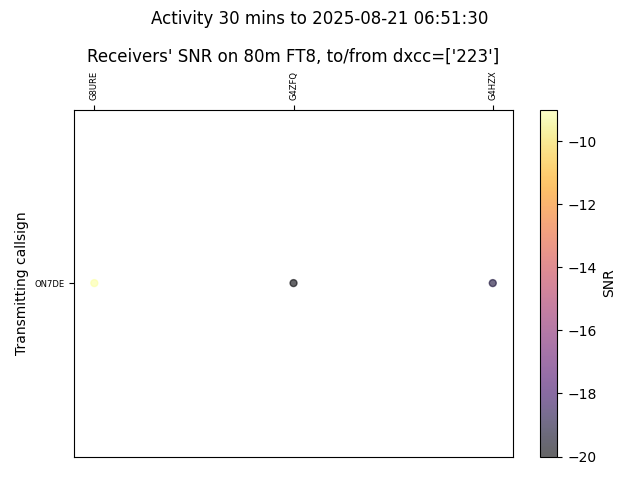 Activity 30 mins to 2025-08-21 06:51:30
Receivers' SNR on 80m FT8, to/from dxcc=['223']
G8URE
G4ZFQ
G4HZX
Transmitting callsign
ON7DE
−10
−12
−14
−16
−18
−20
SNR